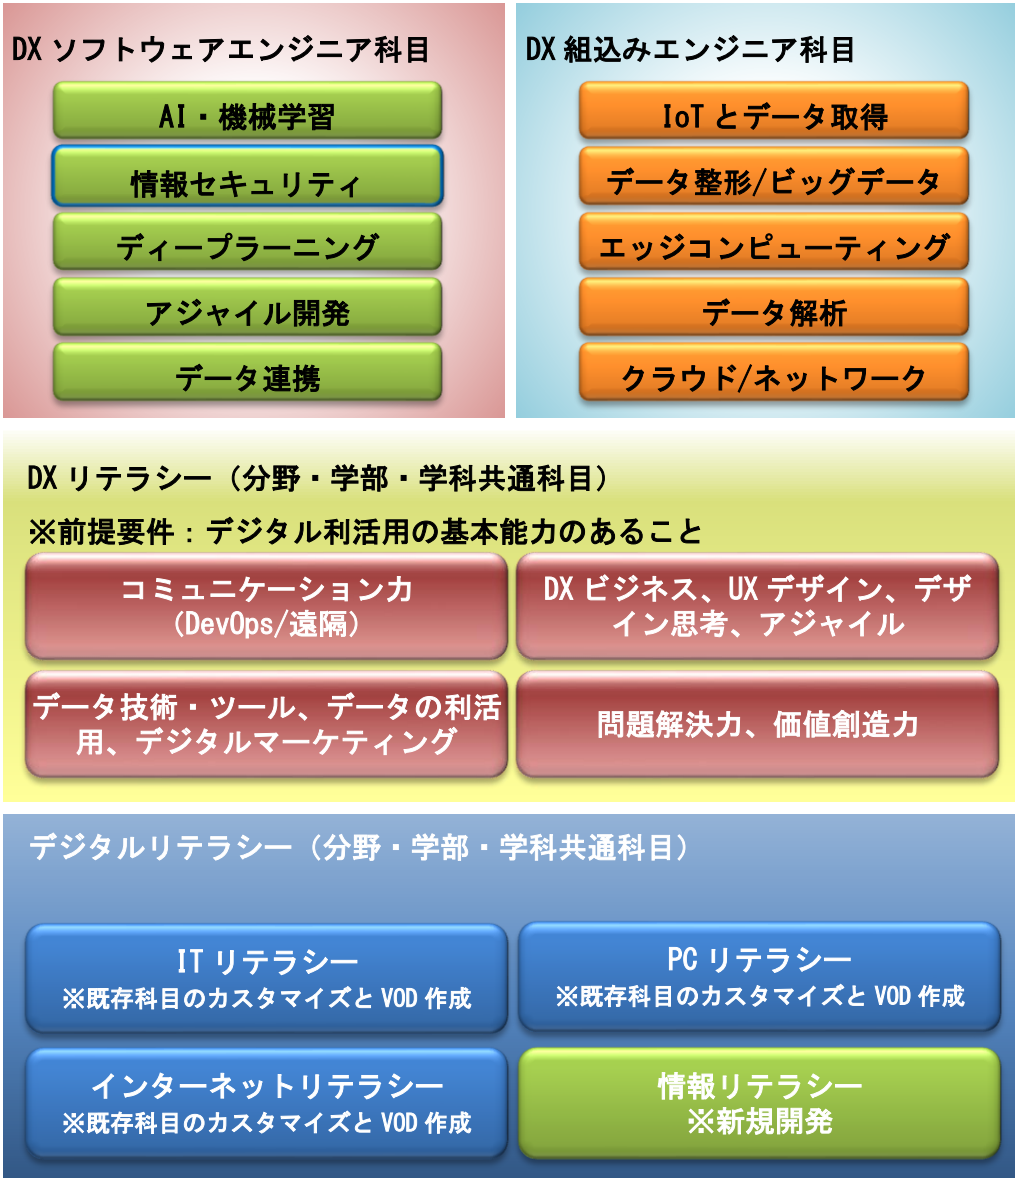 DX ソフトウェアエンジニア科目
AI・機械学習
情報セキュリティ
ディープラーニング
アジャイル開発
データ連携
DX 組込みエンジニア科目
IoT とデータ取得
データ整形/ビッグデータ
エッジコンピューティング
データ解析
クラウド/ネットワーク
DX リテラシー（分野・学部・学科共通科目）
※前提要件：デジタル利活用の基本能力のあること
コミュニケーション力
（DevOps/遠隔）
DX ビジネス、UX デザイン、デザ
イン思考、アジャイル
データ技術・ツール、データの利活
用、デジタルマーケティング
問題解決力、価値創造力
デジタルリテラシー（分野・学部・学科共通科目）
IT リテラシー
※既存科目のカスタマイズと VOD 作成
PC リテラシー
※既存科目のカスタマイズと VOD 作成
インターネットリテラシー
※既存科目のカスタマイズと VOD 作成
情報リテラシー
※新規開発